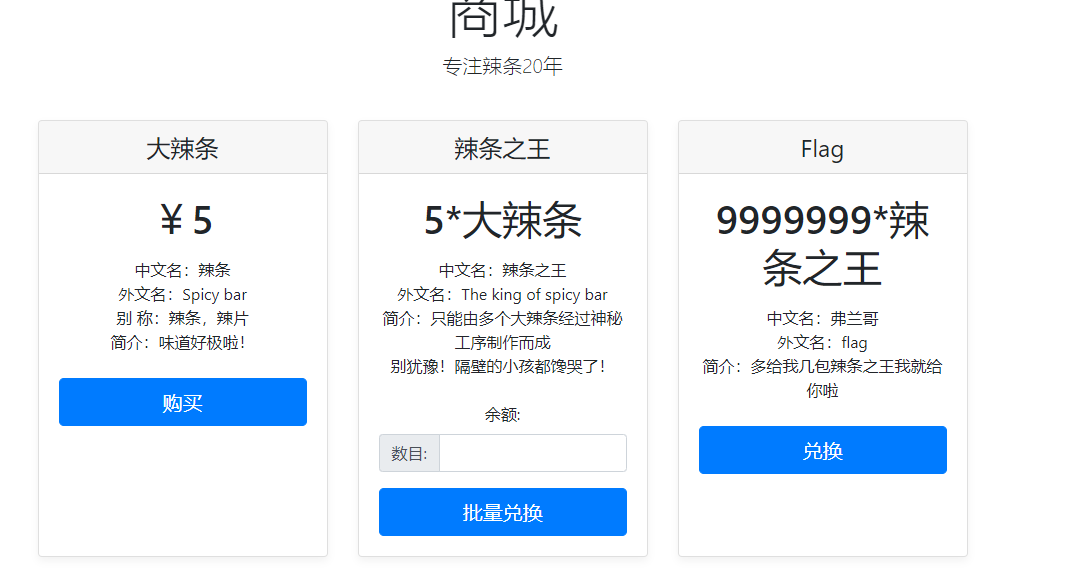 商城
专注辣条20年
大辣条
¥ 5
中文名：辣条
外文名：Spicy bar
别 称：辣条，辣片
简介：味道好极啦！
购买
辣条之王
5*大辣条
中文名：辣条之王
外文名：The king of spicy bar
简介：只能由多个大辣条经过神秘
工序制作而成
别犹豫！隔壁的小孩都馋哭了！
余额:
数目:
批量兑换
Flag
9999999*辣
条之王
中文名：弗兰哥
外文名：flag
简介：多给我几包辣条之王我就给
你啦
兑换